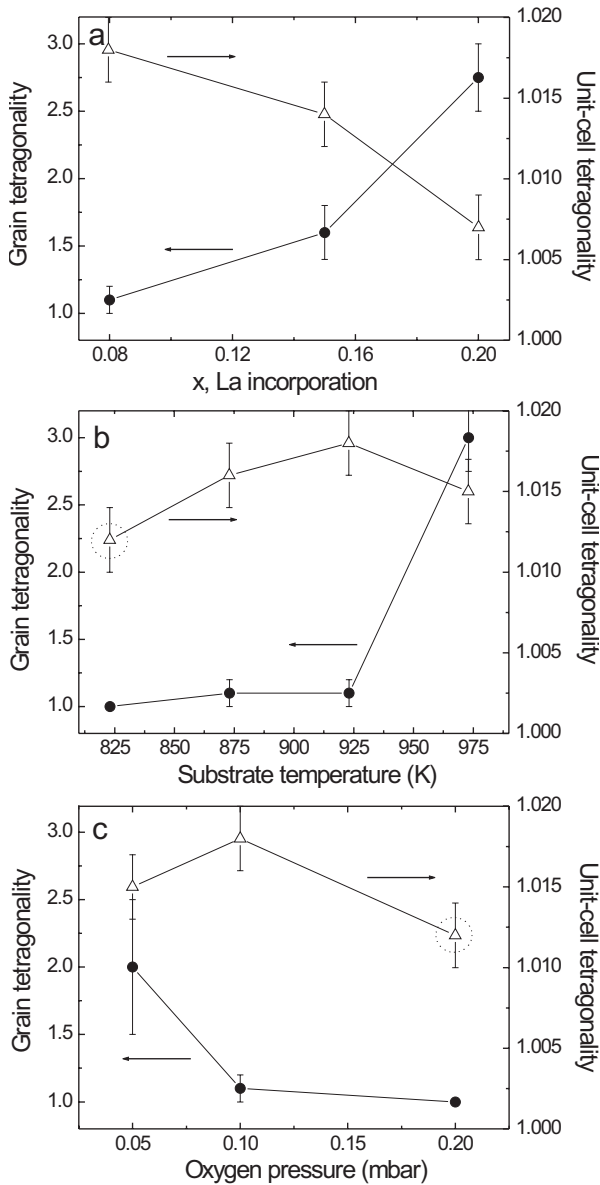 a
3.0
2.5
2.0
1.5
1.0
Grain tetragonality
1.020
1.015
1.010
1.005
1.000
Unit-cell tetragonality
0.08 0.12 0.16 0.20
x, La incorporation
b
3.0
2.5
2.0
1.5
1.0
Grain tetragonality
1.020
1.015
1.010
1.005
1.000
Unit-cell tetragonality
825 850 875 900 925 950 975
Substrate temperature (K)
c
3.0
2.5
2.0
1.5
1.0
Grain tetragonality
1.020
1.015
1.010
1.005
1.000
Unit-cell tetragonality
0.05 0.10 0.15 0.20
Oxygen pressure (mbar)